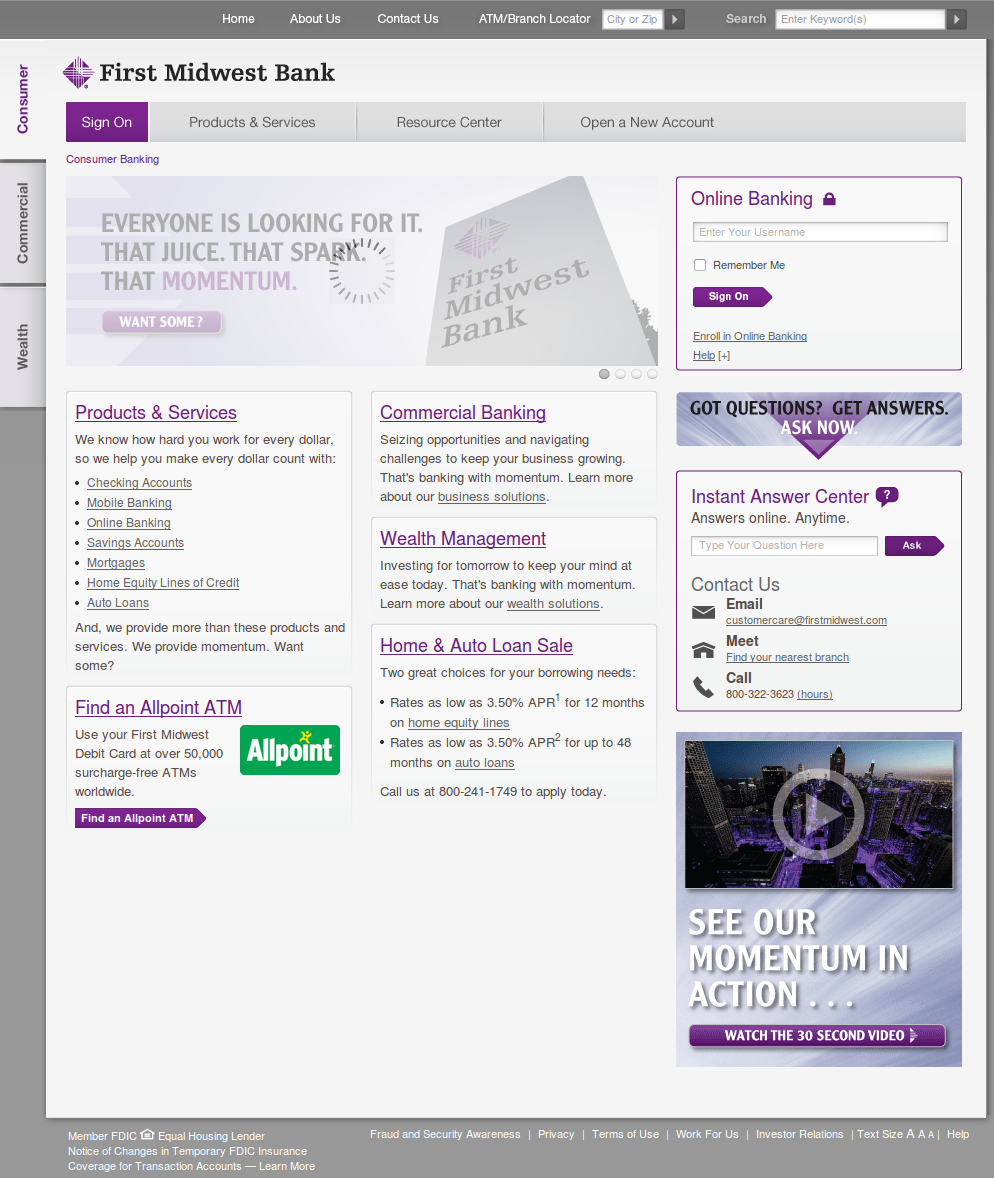 Home
About Us
Contact Us
ATM/Branch Locator
City or Zip
Search
Enter Keyword(s)
Consumer
Commercial
Wealth
First Midwest Bank
Sign On
Products & Services
Resource Center
Open a New Account
Consumer Banking
EVERYONE IS LOOKING FOR IT.
THAT JUICE. THAT SPARK.
THAT MOMENTUM.
WANT SOME?
First
Midwest
Bank
Online Banking
Enter Your Username
Remember Me
Sign On
Enroll in Online Banking
Help [+]
Products & Services
We know how hard you work for every dollar,
so we help you make every dollar count with:
Checking Accounts
Mobile Banking
Online Banking
Savings Accounts
Mortgages
Home Equity Lines of Credit
Auto Loans
And, we provide more than these products and
services. We provide momentum. Want
some?
Find an Allpoint ATM
Use your First Midwest
Debit Card at over 50,000
surcharge-free ATMs
worldwide.
Allpoint
Find an Allpoint ATM
Commercial Banking
Seizing opportunities and navigating
challenges to keep your business growing.
That's banking with momentum. Learn more
about our business solutions.
Wealth Management
Investing for tomorrow to keep your mind at
ease today. That's banking with momentum.
Learn more about our wealth solutions.
Home & Auto Loan Sale
Two great choices for your borrowing needs:
Rates as low as 3.50% APR1 for 12 months
on home equity lines
Rates as low as 3.50% APR2 for up to 48
months on auto loans
Call us at 800-241-1749 to apply today.
GOT QUESTIONS? GET ANSWERS.
ASK NOW.
Instant Answer Center ?
Answers online. Anytime.
Type Your Question Here
Ask
Contact Us
Email
customercare@firstmidwest.com
Meet
Find your nearest branch
Call
800-322-3623 (hours)
SEE OUR
MOMENTUM IN
ACTION . . .
WATCH THE 30 SECOND VIDEO
Member FDIC Equal Housing Lender
Notice of Changes in Temporary FDIC Insurance
Coverage for Transaction Accounts — Learn More
Fraud and Security Awareness | Privacy | Terms of Use | Work For Us | Investor Relations | Text Size A A A | Help